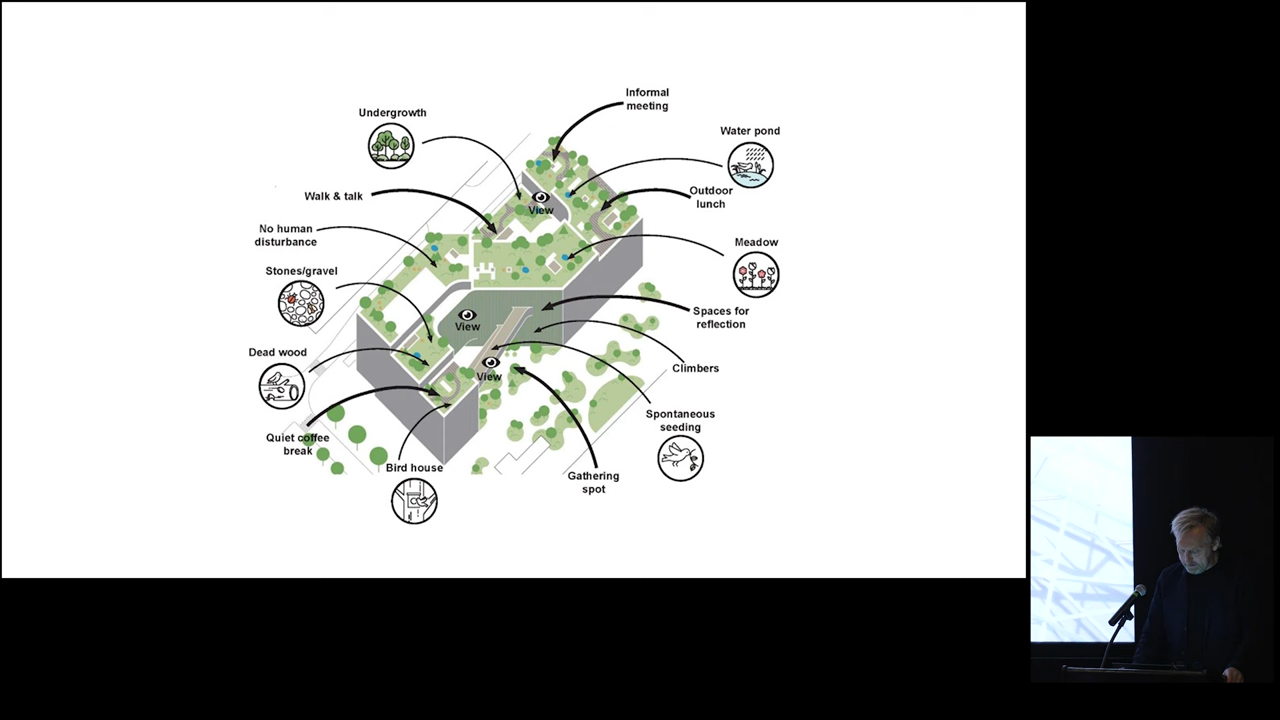 Informal
meeting
Undergrowth
Water pond
Walk & talk
Outdoor
lunch
View
No human
disturbance
Meadow
Stones/gravel
View
Spaces for
reflection
Dead wood
View
Climbers
Spontaneous
seeding
Quiet coffee
break
Bird house
Gathering
spot